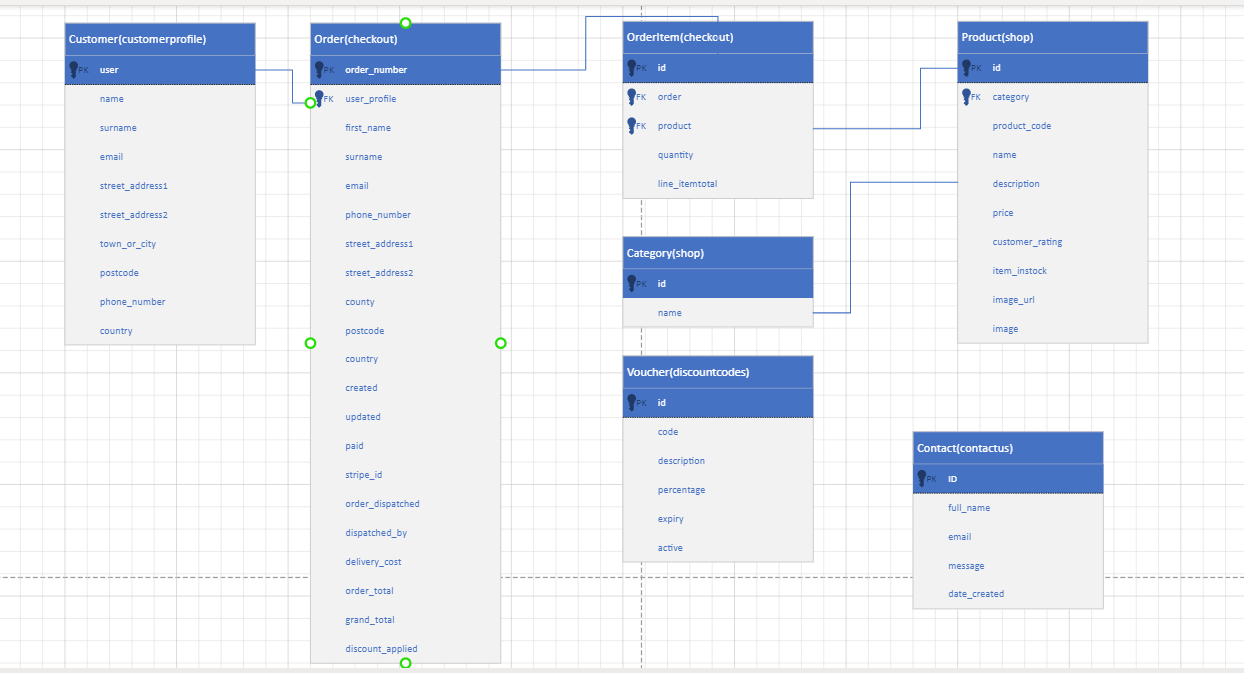 Customer(customerprofile)
PK user
name
surname
email
street_address1
street_address2
town_or_city
postcode
phone_number
country
Order(checkout)
PK order_number
FK user_profile
first_name
surname
email
phone_number
street_address1
street_address2
county
postcode
country
created
updated
paid
stripe_id
order_dispatched
dispatched_by
delivery_cost
order_total
grand_total
discount_applied
OrderItem(checkout)
PK id
FK order
FK product
quantity
line_itemtotal
Category(shop)
PK id
name
Voucher(discountcodes)
PK id
code
description
percentage
expiry
active
Product(shop)
PK id
FK category
product_code
name
description
price
customer_rating
item_instock
image_url
image
Contact(contactus)
PK ID
full_name
email
message
date_created